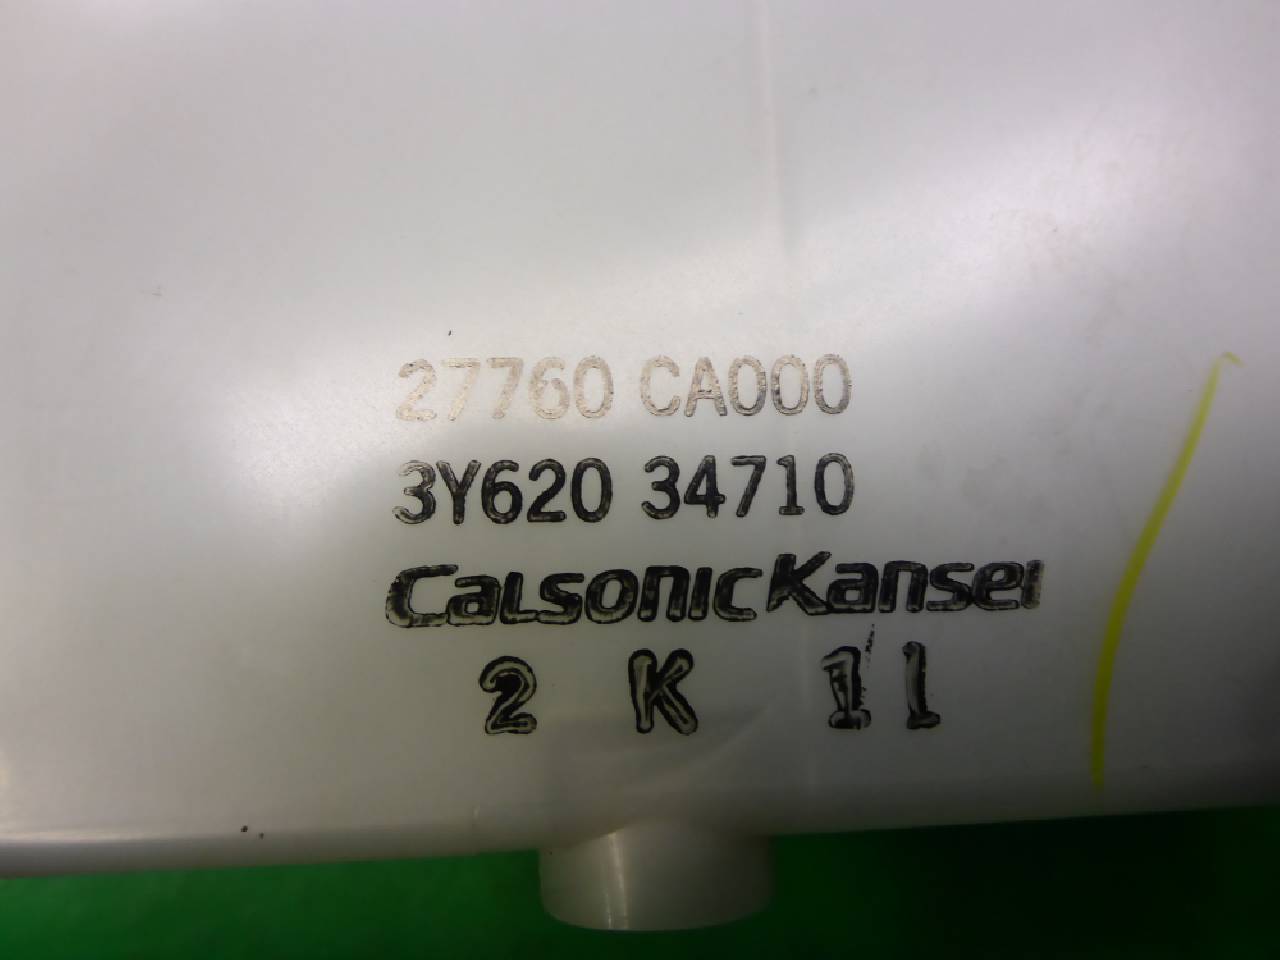 27760 CA000
3Y620 34710
CalsonicKansei
2 K 11